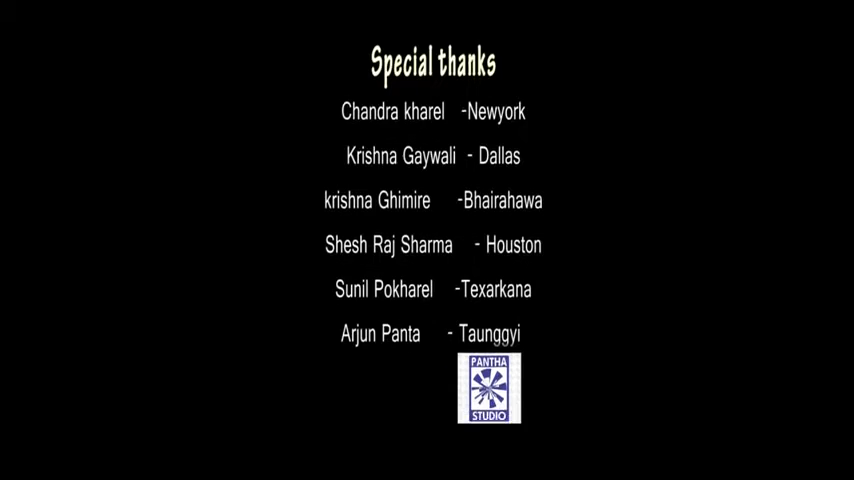 Special thanks
Chandra kharel -Newyork
Krishna Gaywali - Dallas
krishna Ghimire -Bhairahawa
Shesh Raj Sharma - Houston
Sunil Pokharel -Texarkana
Arjun Panta - Taunggyi
PANTHA
STUDIO